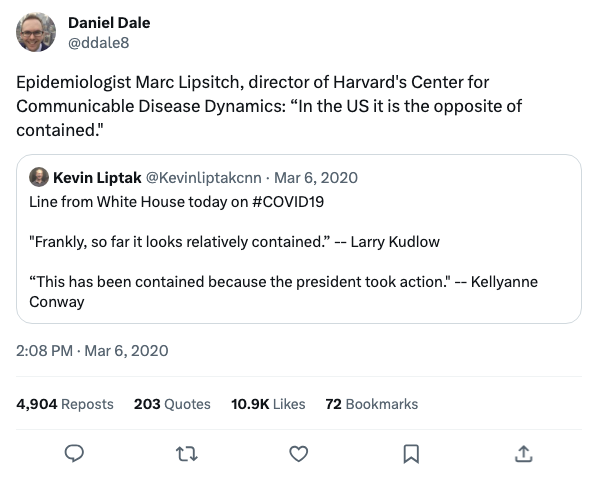 Daniel Dale
@ddale8
Epidemiologist Marc Lipsitch, director of Harvard's Center for
Communicable Disease Dynamics: “In the US it is the opposite of
contained."
Kevin Liptak @Kevinliptakcnn · Mar 6, 2020
Line from White House today on #COVID19
"Frankly, so far it looks relatively contained.” -- Larry Kudlow
“This has been contained because the president took action." -- Kellyanne
Conway
2:08 PM · Mar 6, 2020
4,904 Reposts 203 Quotes 10.9K Likes 72 Bookmarks